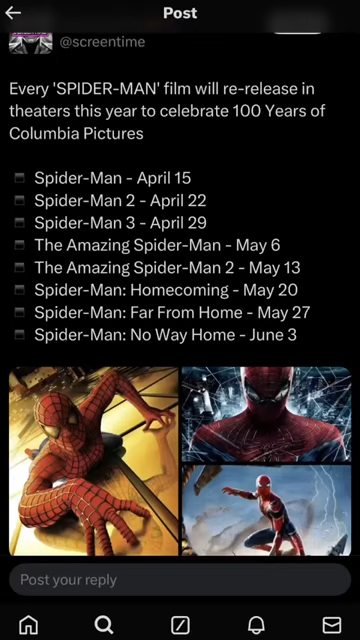 Post
@screentime
Every 'SPIDER-MAN' film will re-release in
theaters this year to celebrate 100 Years of
Columbia Pictures
Spider-Man - April 15
Spider-Man 2 - April 22
Spider-Man 3 - April 29
The Amazing Spider-Man - May 6
The Amazing Spider-Man 2 - May 13
Spider-Man: Homecoming - May 20
Spider-Man: Far From Home - May 27
Spider-Man: No Way Home - June 3
Post your reply